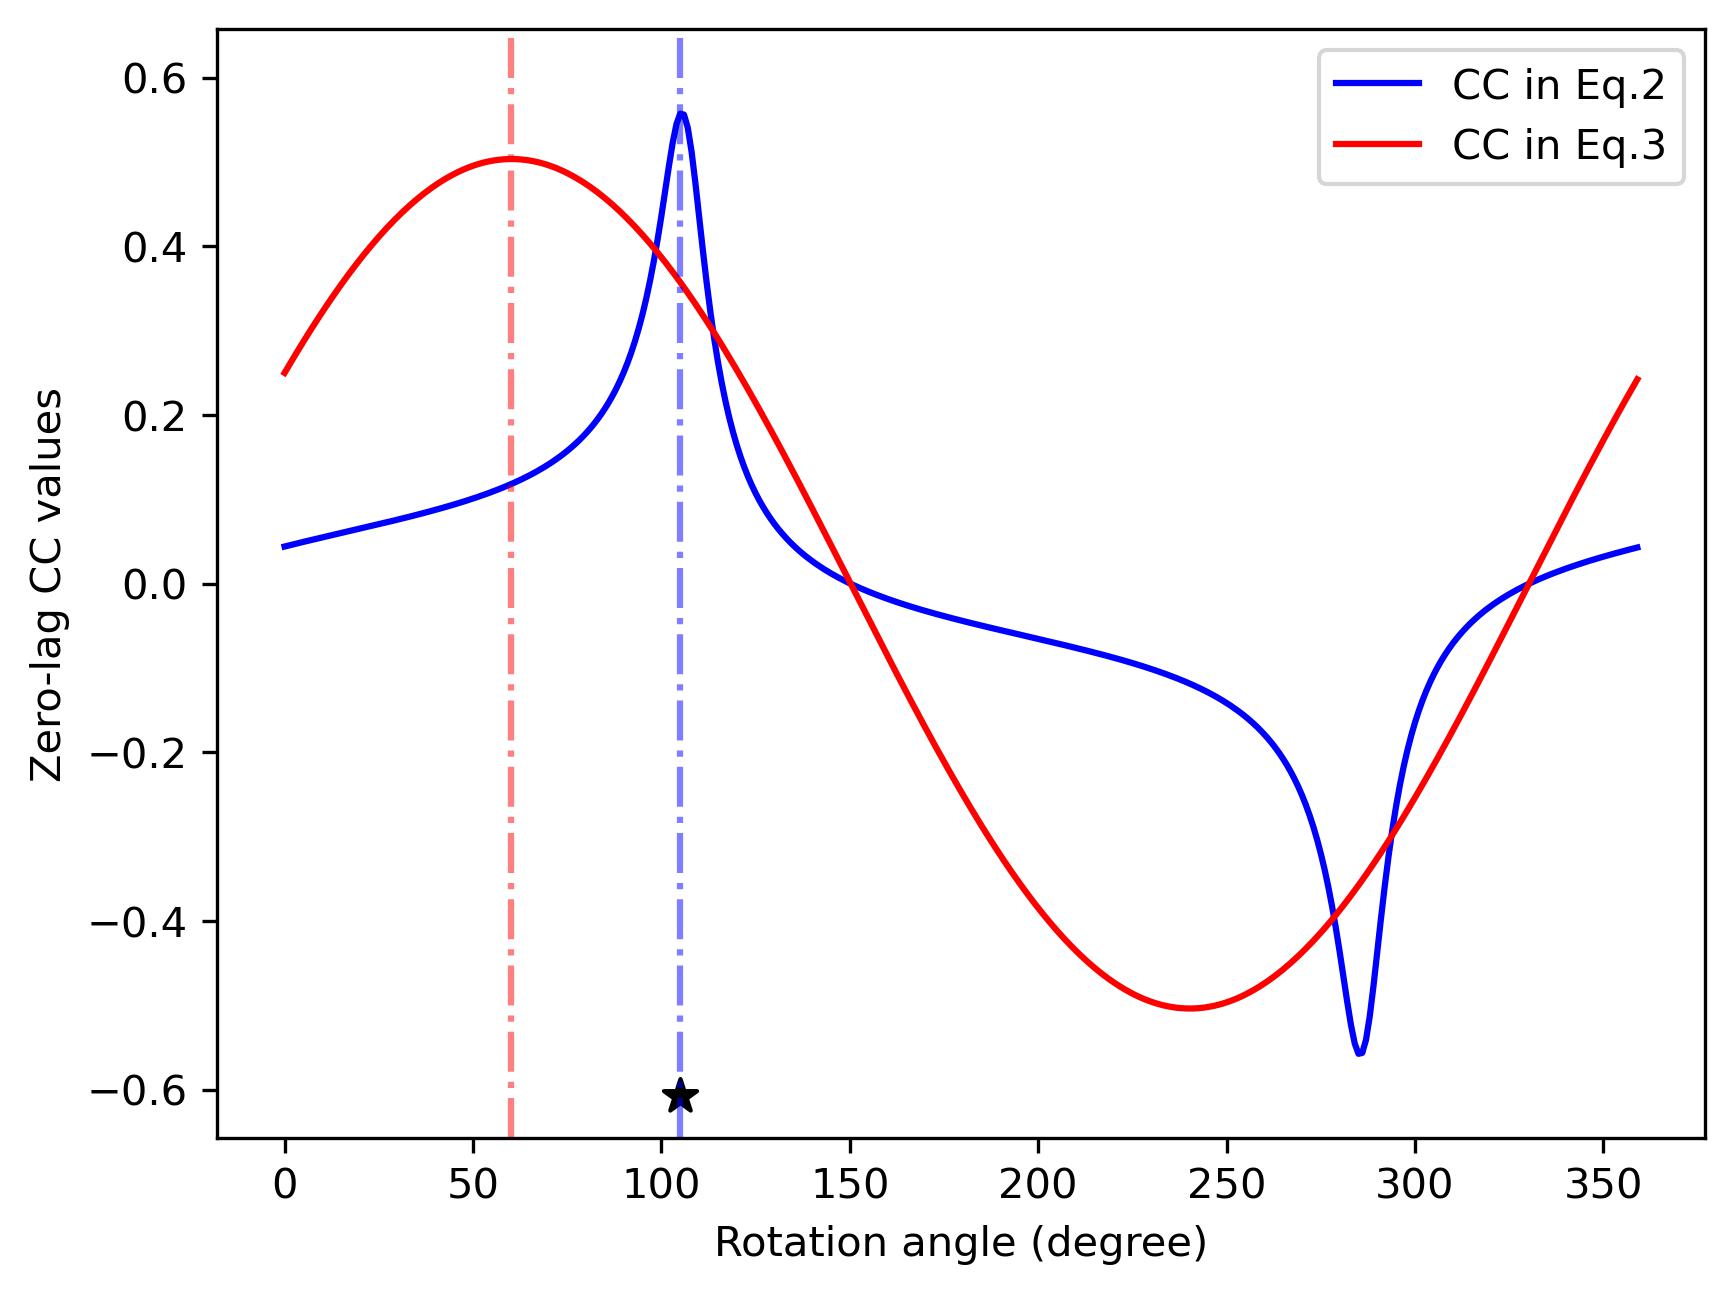 CC in Eq.2
CC in Eq.3
Zero-lag CC values
0.6
0.4
0.2
0.0
−0.2
−0.4
−0.6
0 50 100 150 200 250 300 350
Rotation angle (degree)